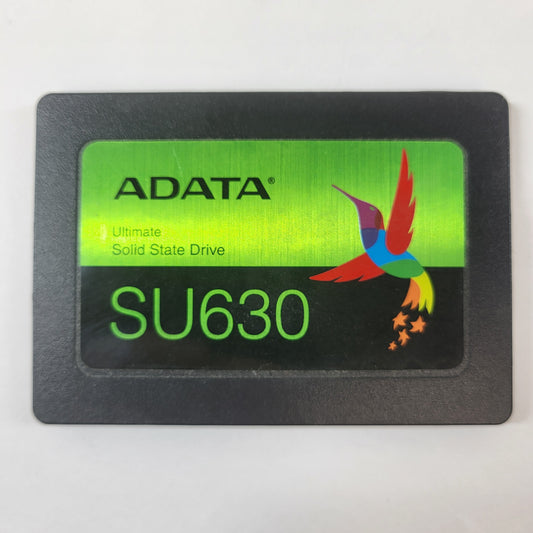 ADATA®
Ultimate
Solid State Drive
SU630